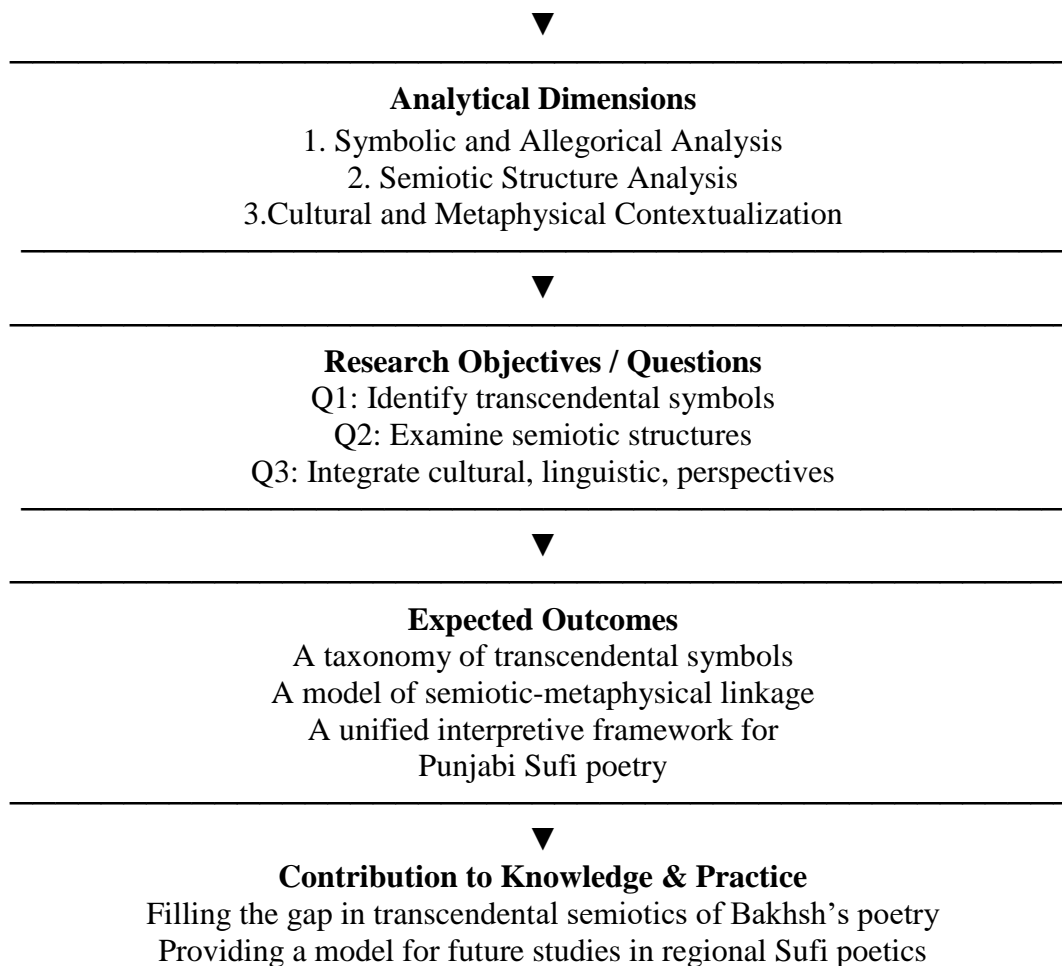 ▼
Analytical Dimensions
1. Symbolic and Allegorical Analysis
2. Semiotic Structure Analysis
3.Cultural and Metaphysical Contextualization
▼
Research Objectives / Questions
Q1: Identify transcendental symbols
Q2: Examine semiotic structures
Q3: Integrate cultural, linguistic, perspectives
▼
Expected Outcomes
A taxonomy of transcendental symbols
A model of semiotic-metaphysical linkage
A unified interpretive framework for
Punjabi Sufi poetry
▼
Contribution to Knowledge & Practice
Filling the gap in transcendental semiotics of Bakhsh’s poetry
Providing a model for future studies in regional Sufi poetics